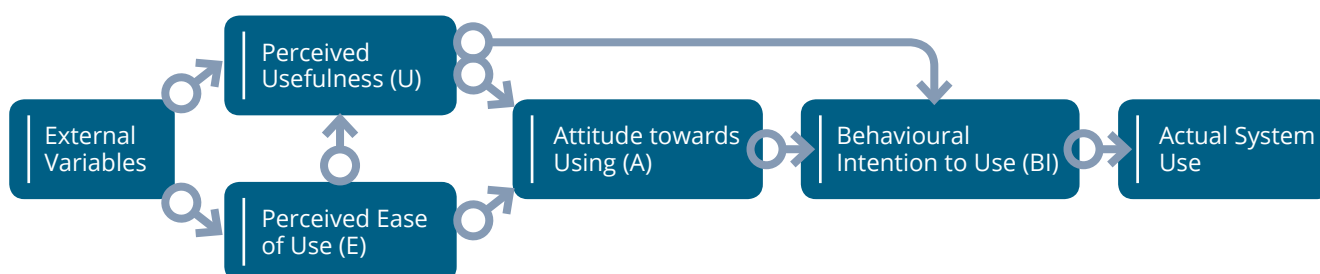 Perceived
Usefulness (U)
External
Variables
Perceived Ease
of Use (E)
Attitude towards
Using (A)
Behavioural
Intention to Use (BI)
Actual System
Use